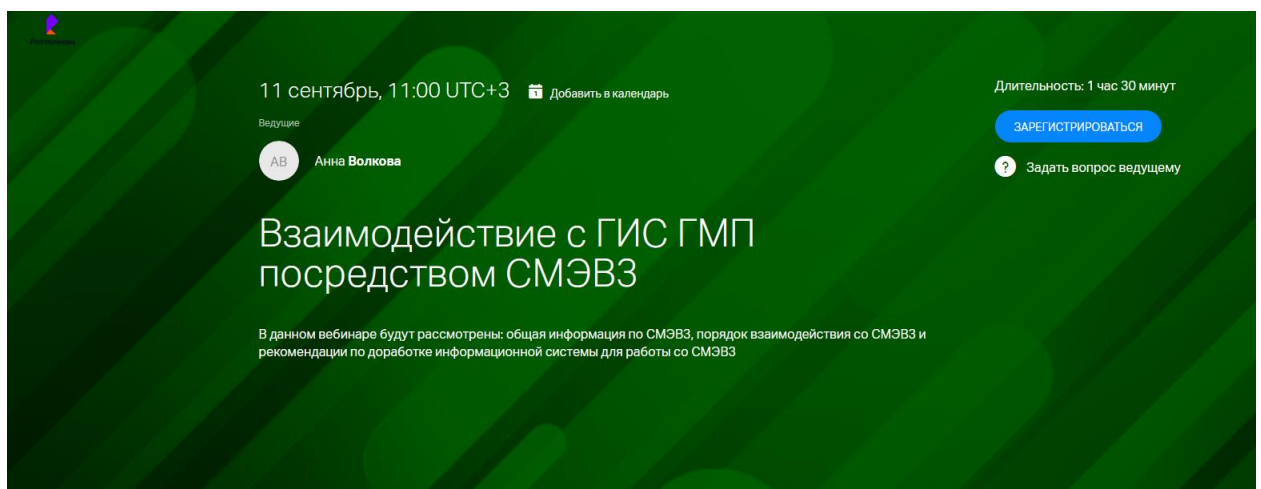 Ростелеком
11 сентябрь, 11:00 UTC+3
1
Добавить в календарь
Длительность: 1 час 30 минут
Ведущие
ЗАРЕГИСТРИРОВАТЬСЯ
АВ
Анна Волкова
?
Задать вопрос ведущему
Взаимодействие с ГИС ГМП
посредством СМЭВ3
В данном вебинаре будут рассмотрены: общая информация по СМЭВ3, порядок взаимодействия со СМЭВ3 и
рекомендации по доработке информационной системы для работы со СМЭВ3